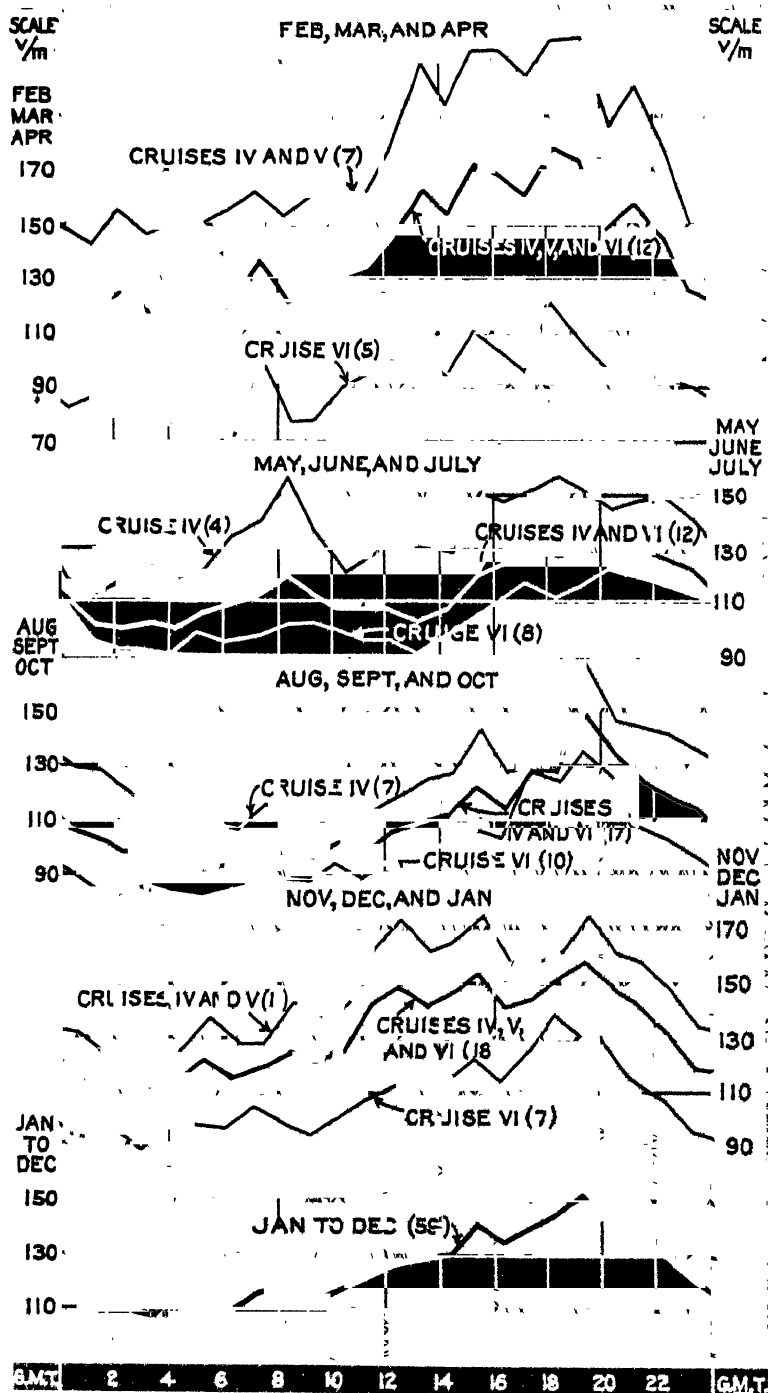 SCALE
V/m
FEB, MAR, AND APR
SCALE
V/m
FEB
MAR
APR
CRUISES IV AND V (7)
170
150
CRUISES IV, V, AND VI (12)
130
110
CRUISE VI (5)
90
70
MAY
JUNE
JULY
MAY, JUNE, AND JULY
150
CRUISE IV (4)
CRUISES IV AND VI (12)
130
110
AUG
SEPT
OCT
CRUISE VI (8)
90
AUG, SEPT, AND OCT
150
130
CRUISE IV (7)
110
CRUISES
IV AND VI (17)
CRUISE VI (10)
90
NOV
DEC
JAN
NOV, DEC, AND JAN
170
150
CRUISES IV AND V
CRUISES IV, V,
AND VI (18
130
110
CRUISE VI (7)
JAN
TO
DEC
90
150
JAN TO DEC
130
110
G.M.T. 2 4 6 8 10 12 14 16 18 20 22 G.M.T.